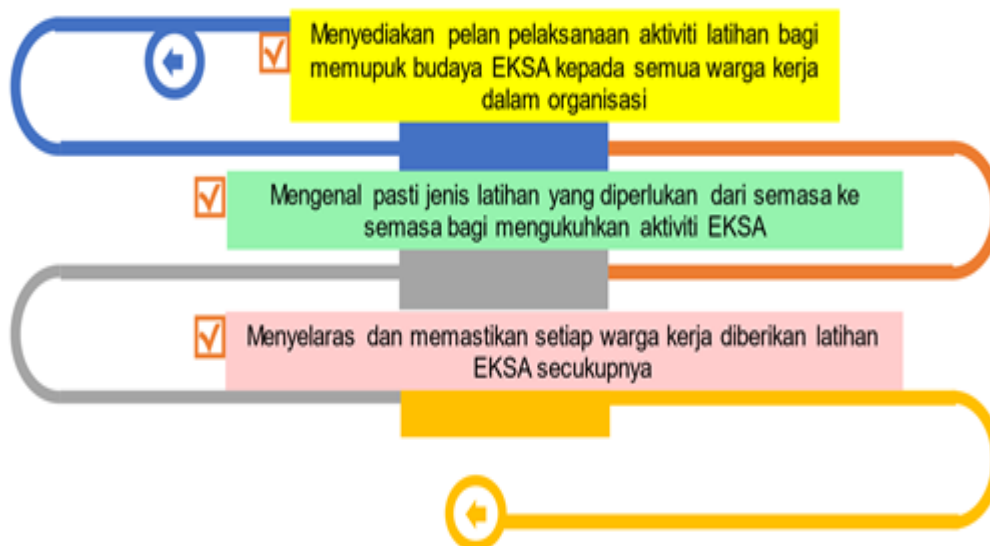 Menyediakan pelan pelaksanaan aktiviti latihan bagi
memupuk budaya EKSA kepada semua warga kerja
dalam organisasi
Mengenal pasti jenis latihan yang diperlukan dari semasa ke
semasa bagi mengukuhkan aktiviti EKSA
Menyelaras dan memastikan setiap warga kerja diberikan latihan
EKSA secukupnya